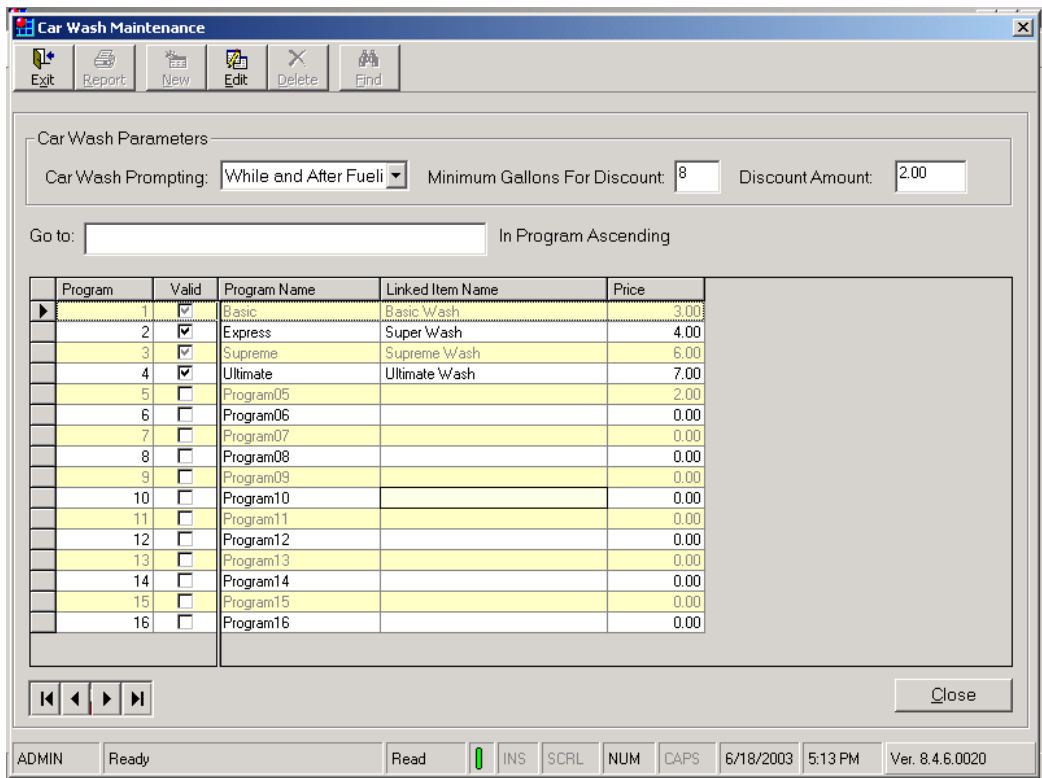 Car Wash Maintenance
Exit Report New Edit Delete Find
Car Wash Parameters
Car Wash Prompting: While and After Fueli Minimum Gallons For Discount: 8 Discount Amount: 2.00
Go to: In Program Ascending
Program Valid Program Name Linked Item Name Price
1 Basic Basic Wash 3.00
2 Express Super Wash 4.00
3 Supreme Supreme Wash 6.00
4 Ultimate Ultimate Wash 7.00
5 Program05 2.00
6 Program06 0.00
7 Program07 0.00
8 Program08 0.00
9 Program09 0.00
10 Program10 0.00
11 Program11 0.00
12 Program12 0.00
13 Program13 0.00
14 Program14 0.00
15 Program15 0.00
16 Program16 0.00
Close
ADMIN Ready Read INS SCRL NUM CAPS 6/18/2003 5:13 PM Ver. 8.4.6.0020